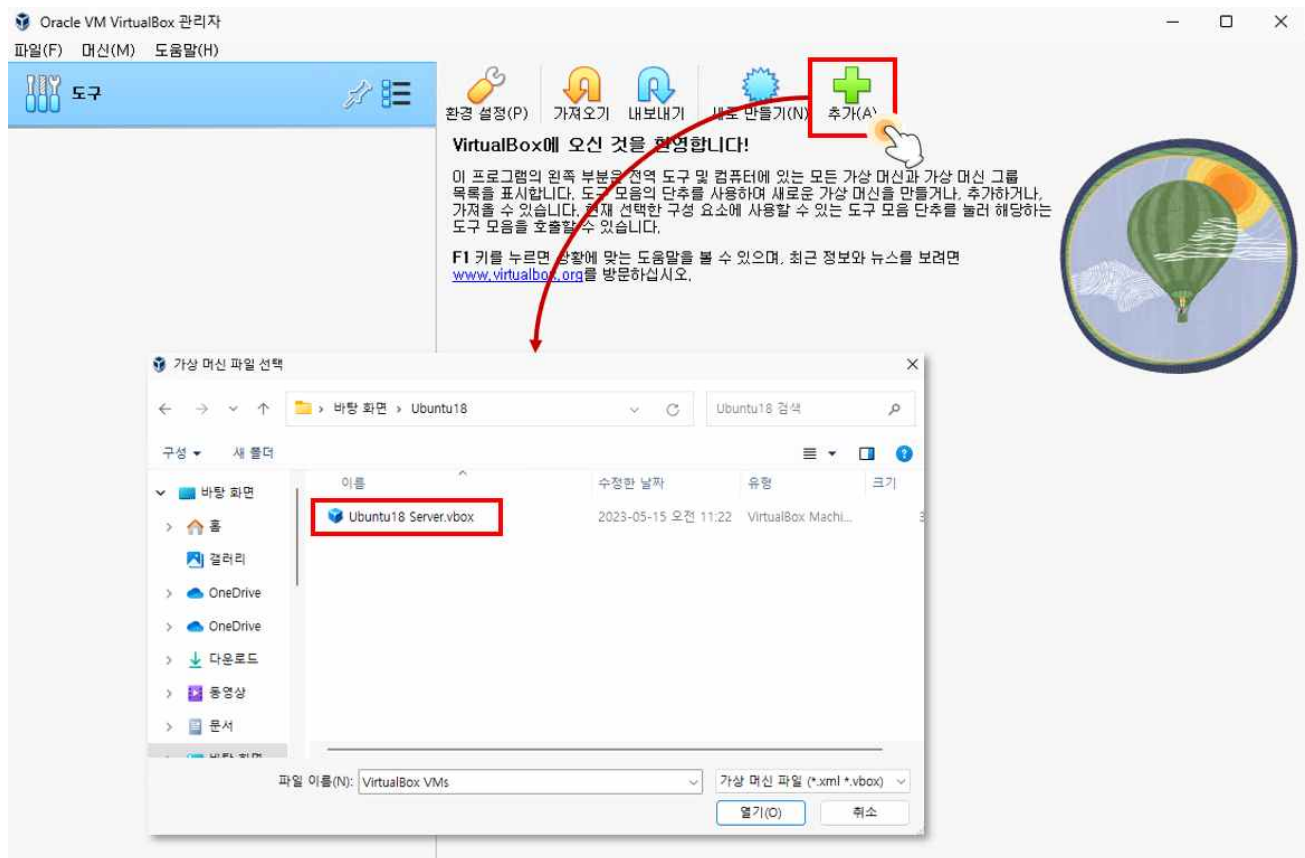 Oracle VM VirtualBox 관리자
파일(F) 머신(M) 도움말(H)
도구
환경 설정(P) 가져오기 내보내기 새로 만들기(N) 추가(A)
VirtualBox에 오신 것을 환영합니다!
이 프로그램의 왼쪽 부분은 전역 도구 및 컴퓨터에 있는 모든 가상 머신과 가상 머신 그룹
목록을 표시합니다. 도구 모음의 단추를 사용하여 새로운 가상 머신을 만들거나, 추가하거나,
가져올 수 있습니다. 현재 선택한 구성 요소에 사용할 수 있는 도구 모음 단추를 눌러 해당하는
도구 모음을 호출할 수 있습니다.
F1 키를 누르면 상황에 맞는 도움말을 볼 수 있으며, 최근 정보와 뉴스를 보려면
www.virtualbox.org를 방문하십시오.
가상 머신 파일 선택
바탕 화면 › Ubuntu18
Ubuntu18 검색
구성 새 폴더
이름 수정한 날짜 유형 크기
Ubuntu18 Server.vbox 2023-05-15 오전 11:22 VirtualBox Machi... 3
바탕 화면
홈
갤러리
OneDrive
OneDrive
다운로드
동영상
문서
바탕 화면
파일 이름(N): VirtualBox VMs 가상 머신 파일 (*.xml *.vbox)
열기(O) 취소